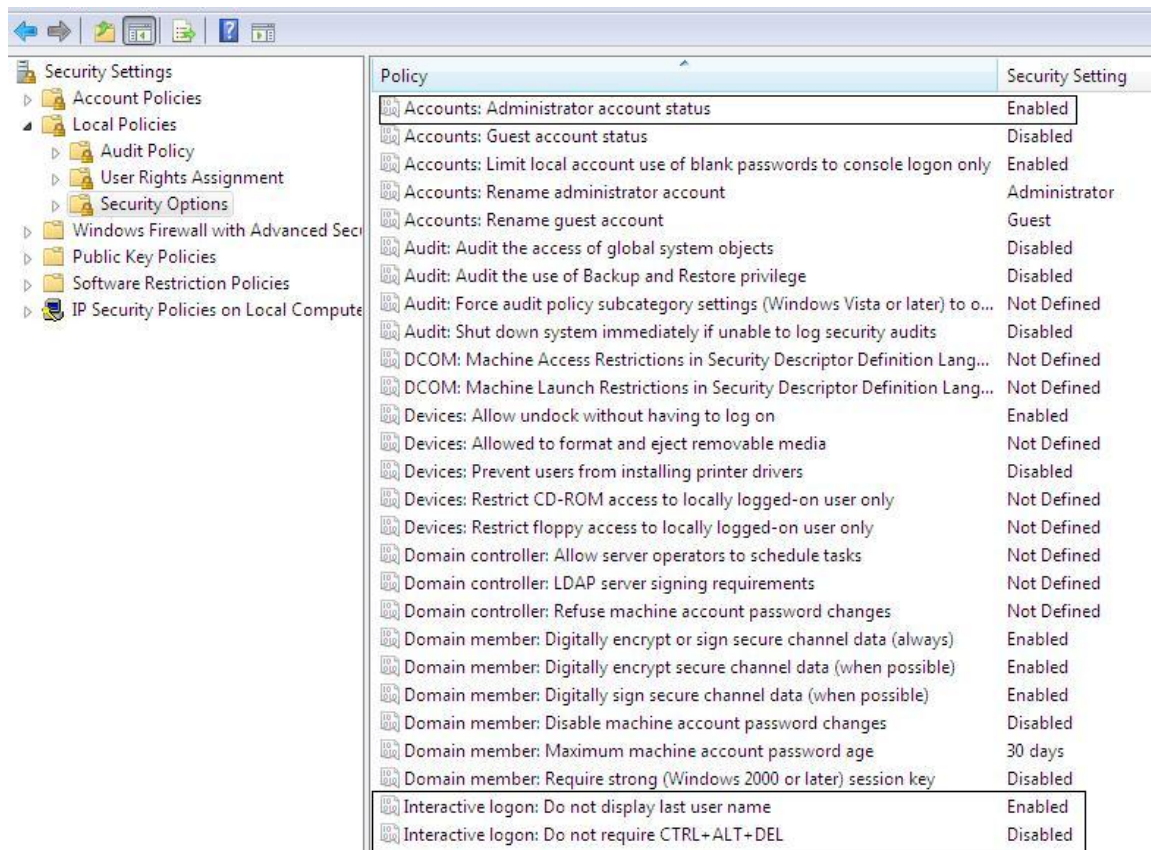 Security Settings
Account Policies
Local Policies
Audit Policy
User Rights Assignment
Security Options
Windows Firewall with Advanced Secu
Public Key Policies
Software Restriction Policies
IP Security Policies on Local Compute
Policy Security Setting
Accounts: Administrator account status Enabled
Accounts: Guest account status Disabled
Accounts: Limit local account use of blank passwords to console logon only Enabled
Accounts: Rename administrator account Administrator
Accounts: Rename guest account Guest
Audit: Audit the access of global system objects Disabled
Audit: Audit the use of Backup and Restore privilege Disabled
Audit: Force audit policy subcategory settings (Windows Vista or later) to o... Not Defined
Audit: Shut down system immediately if unable to log security audits Disabled
DCOM: Machine Access Restrictions in Security Descriptor Definition Lang... Not Defined
DCOM: Machine Launch Restrictions in Security Descriptor Definition Lang... Not Defined
Devices: Allow undock without having to log on Enabled
Devices: Allowed to format and eject removable media Not Defined
Devices: Prevent users from installing printer drivers Disabled
Devices: Restrict CD-ROM access to locally logged-on user only Not Defined
Devices: Restrict floppy access to locally logged-on user only Not Defined
Domain controller: Allow server operators to schedule tasks Not Defined
Domain controller: LDAP server signing requirements Not Defined
Domain controller: Refuse machine account password changes Not Defined
Domain member: Digitally encrypt or sign secure channel data (always) Enabled
Domain member: Digitally encrypt secure channel data (when possible) Enabled
Domain member: Digitally sign secure channel data (when possible) Enabled
Domain member: Disable machine account password changes Disabled
Domain member: Maximum machine account password age 30 days
Domain member: Require strong (Windows 2000 or later) session key Disabled
Interactive logon: Do not display last user name Enabled
Interactive logon: Do not require CTRL+ALT+DEL Disabled